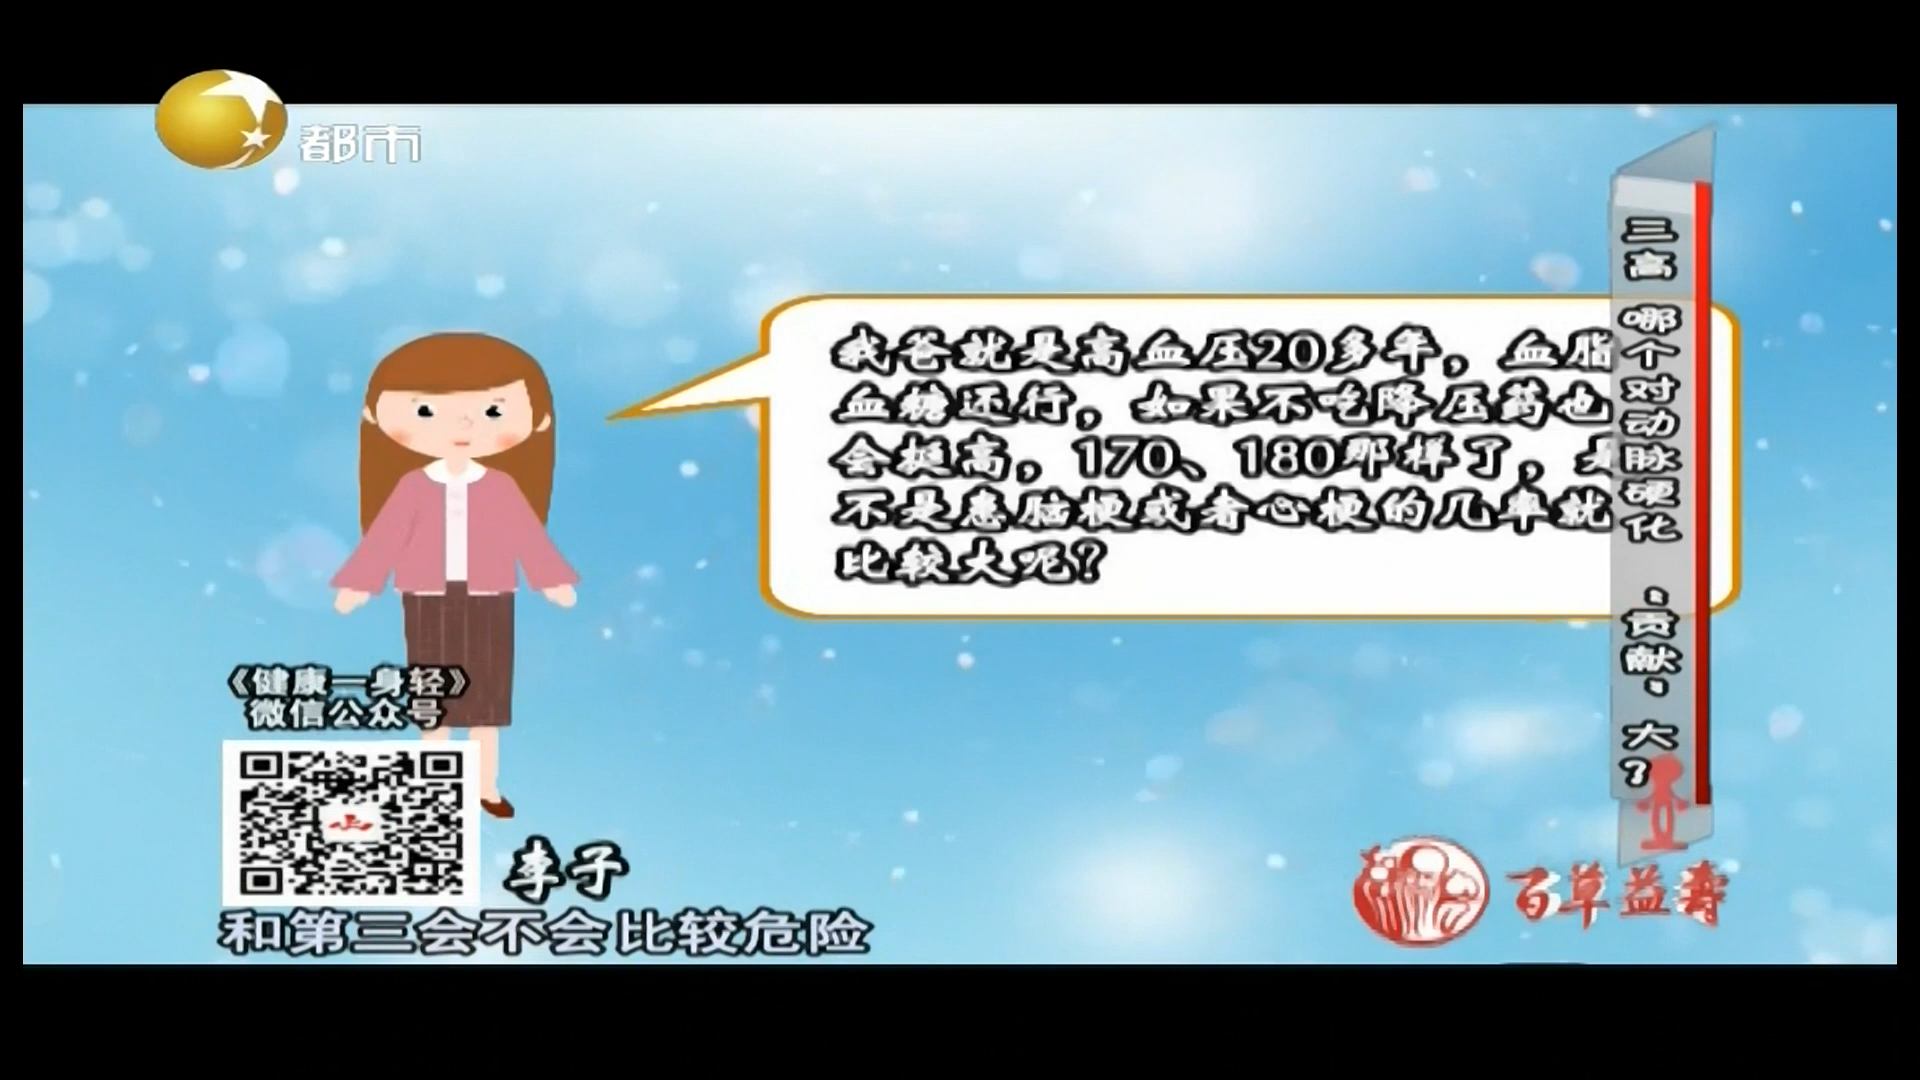 都市
我爸就是高血压20多年，血脂
血糖还行，如果不吃降压药也
会挺高，170、180那样了，是
不是患脑梗或者心梗的几率就
比较大呢？
三高 哪个对动脉硬化 “贡献”大？
《健康一身轻》
微信公众号
李子
和第三会不会比较危险
百草益寿